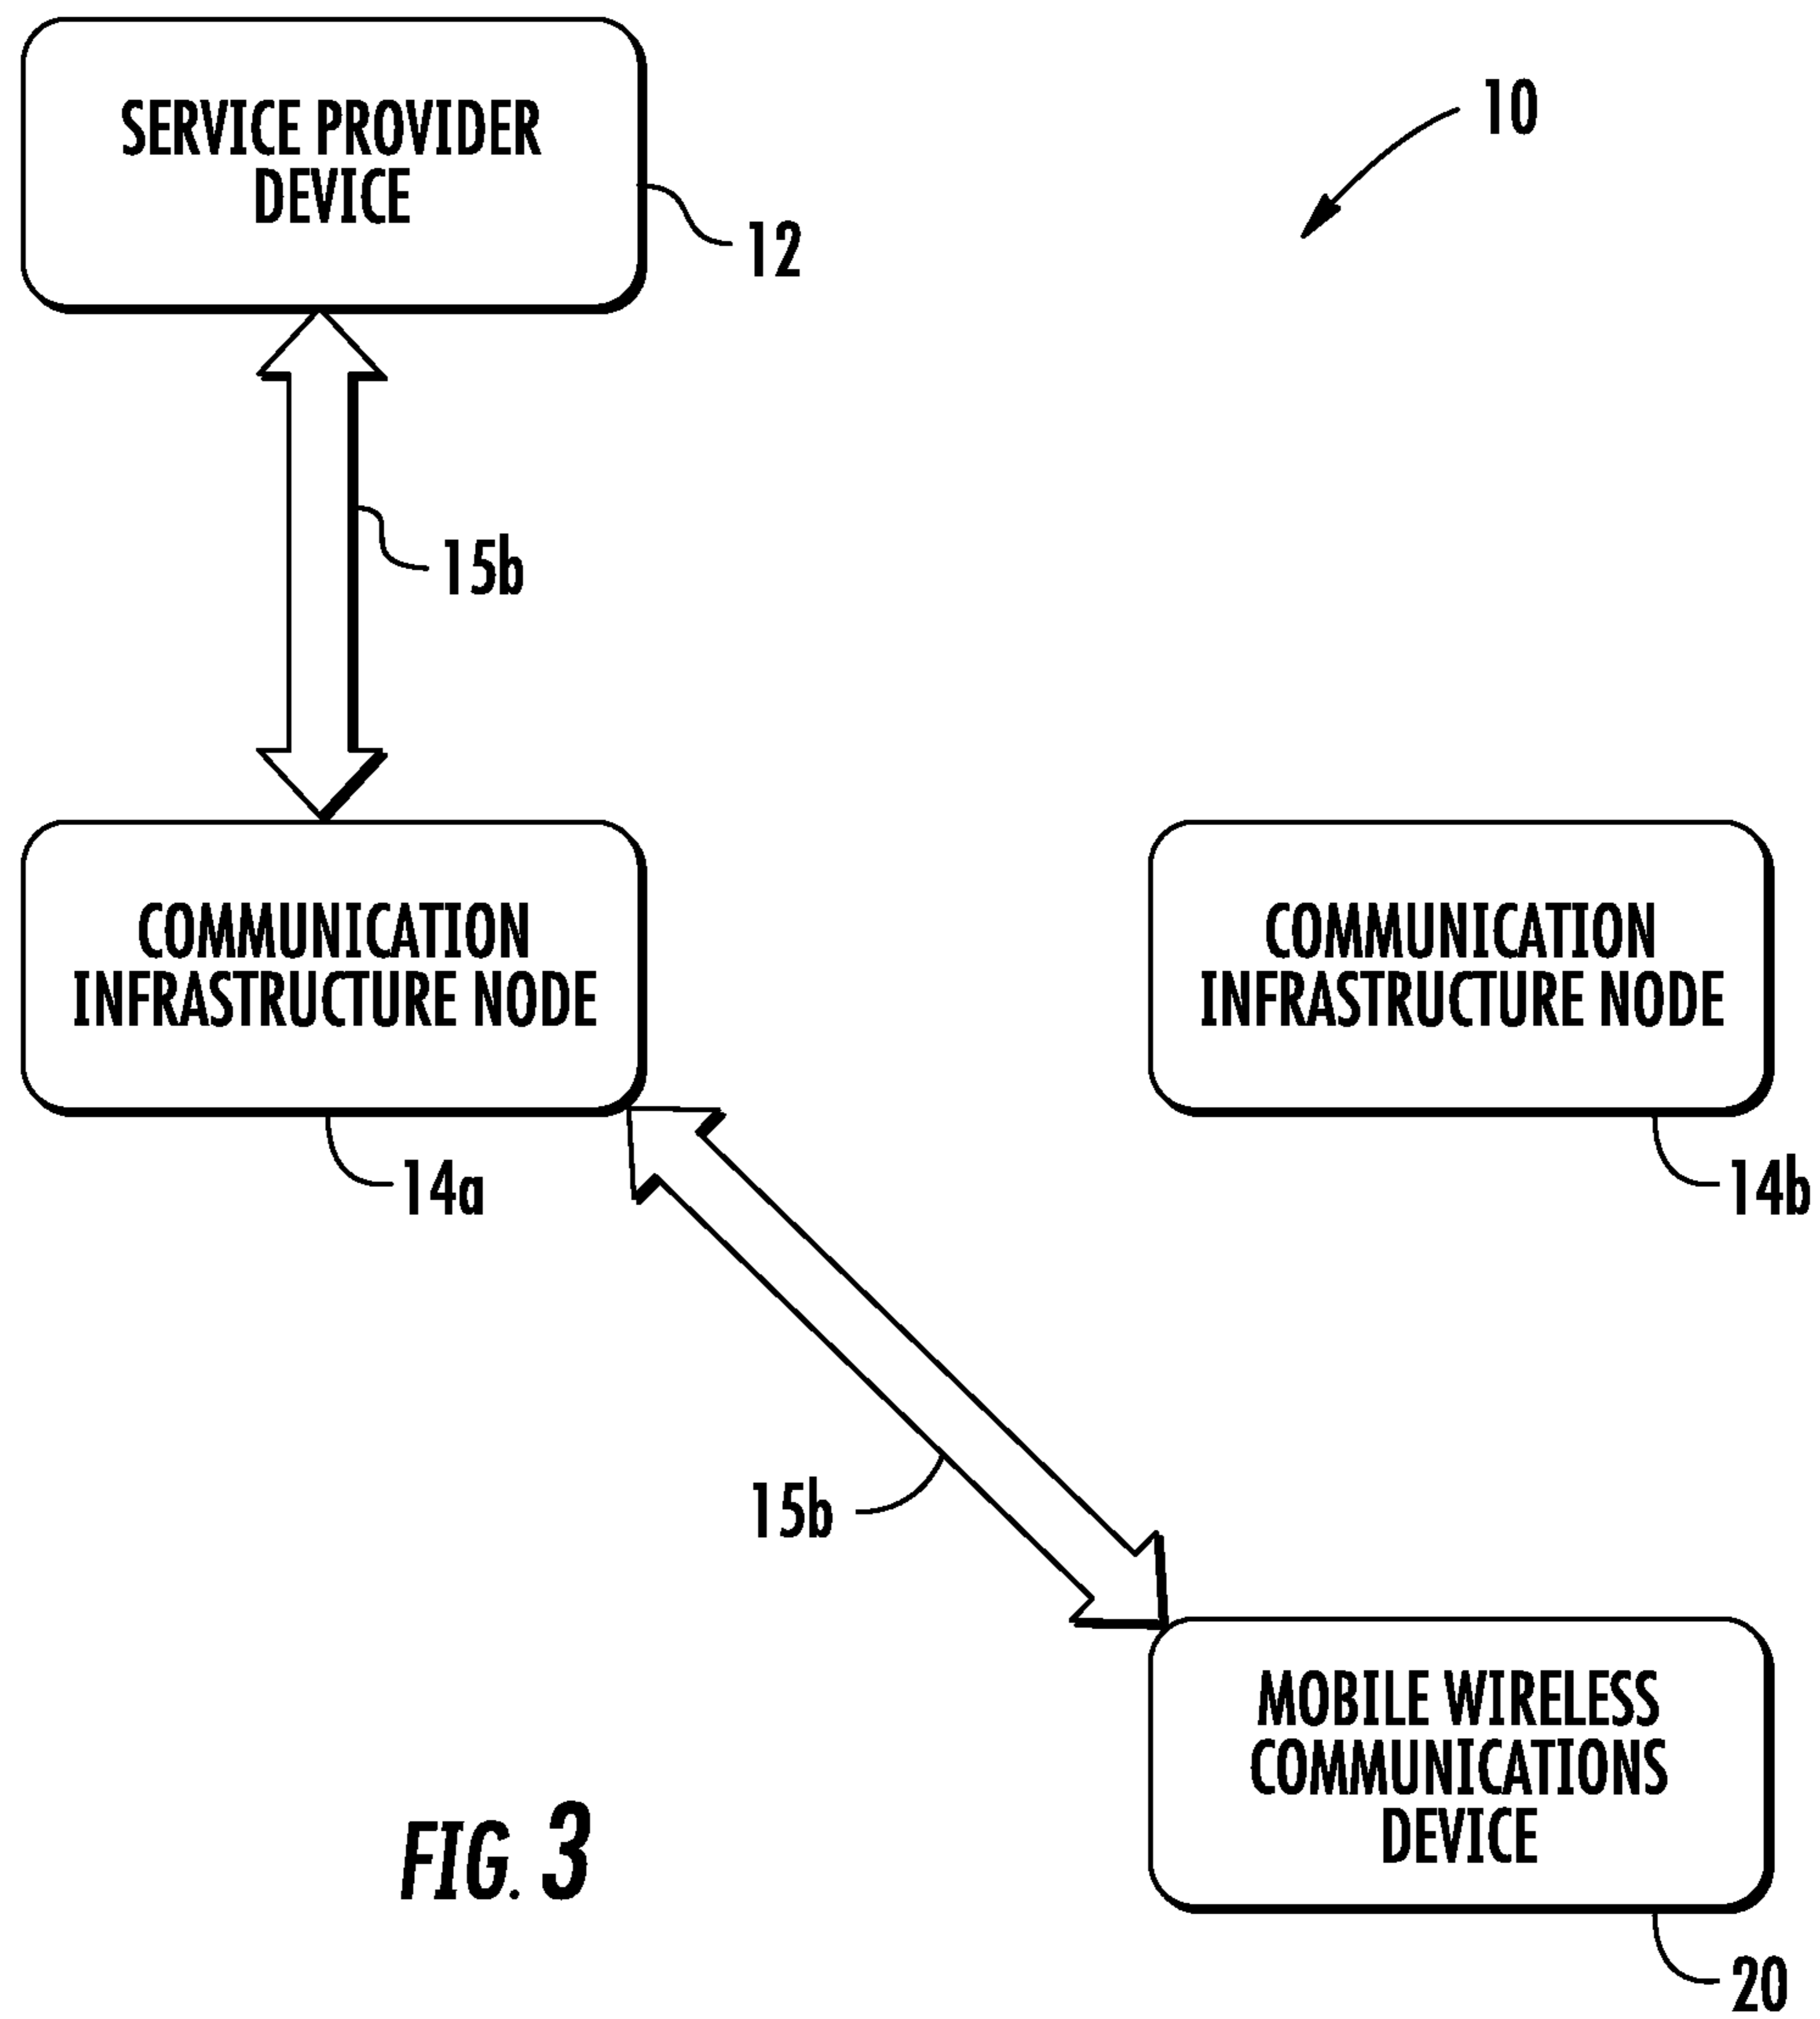 SERVICE PROVIDER
DEVICE
10
12
15b
COMMUNICATION
INFRASTRUCTURE NODE
COMMUNICATION
INFRASTRUCTURE NODE
14a
14b
15b
MOBILE WIRELESS
COMMUNICATIONS
DEVICE
FIG. 3
20